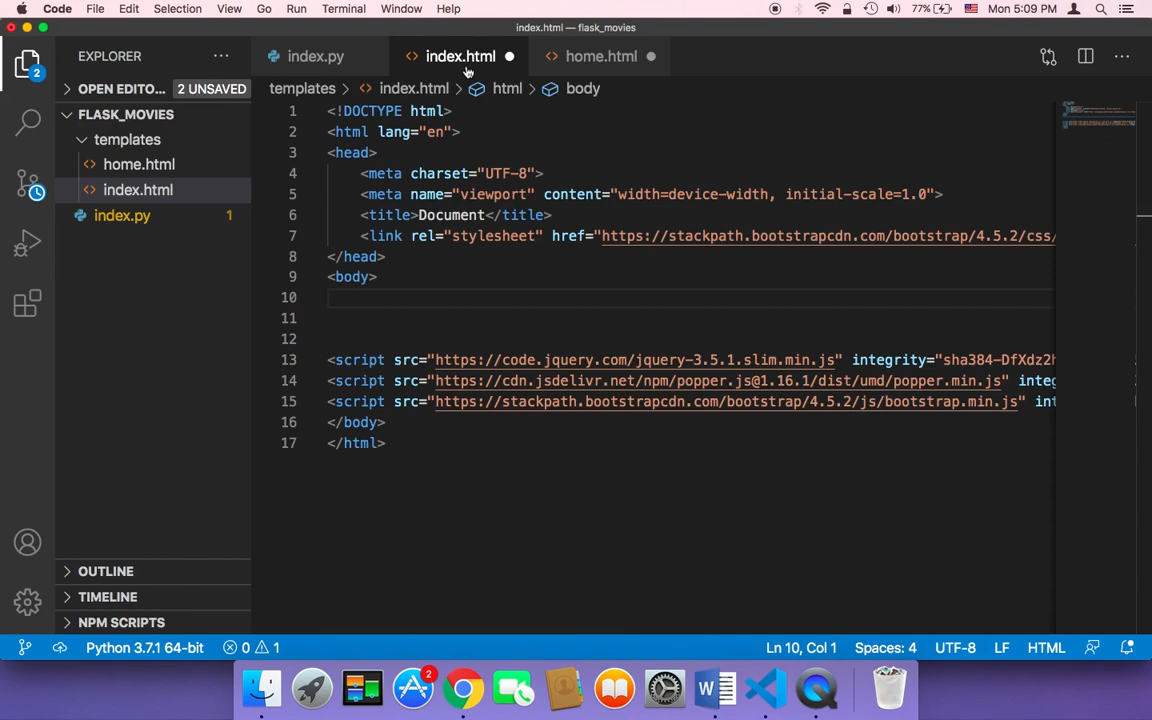 Code File Edit Selection View Go Run Terminal Window Help 77% Mon 5:09 PM
index.html — flask_movies
EXPLORER ··· index.py index.html home.html ···
2
OPEN EDITO... 2 UNSAVED
templates > index.html > html > body
FLASK_MOVIES
templates
home.html
index.html
index.py 1
1 <!DOCTYPE html>
2 <html lang="en">
3 <head>
4 <meta charset="UTF-8">
5 <meta name="viewport" content="width=device-width, initial-scale=1.0">
6 <title>Document</title>
7 <link rel="stylesheet" href="https://stackpath.bootstrapcdn.com/bootstrap/4.5.2/css/
8 </head>
9 <body>
10
11
12
13 <script src="https://code.jquery.com/jquery-3.5.1.slim.min.js" integrity="sha384-DfXdz2h
14 <script src="https://cdn.jsdelivr.net/npm/popper.js@1.16.1/dist/umd/popper.min.js" integ
15 <script src="https://stackpath.bootstrapcdn.com/bootstrap/4.5.2/js/bootstrap.min.js" int
16 </body>
17 </html>
OUTLINE
TIMELINE
NPM SCRIPTS
Python 3.7.1 64-bit 0 1 Ln 10, Col 1 Spaces: 4 UTF-8 LF HTML
2
W